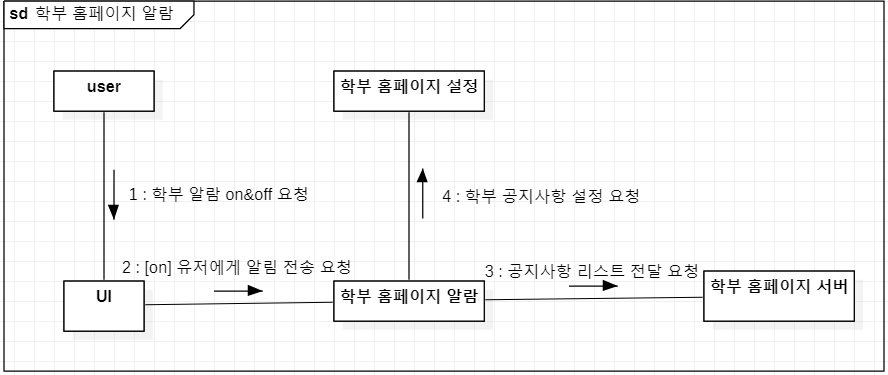 sd 학부 홈페이지 알람
user
학부 홈페이지 설정
1 : 학부 알람 on&off 요청
4 : 학부 공지사항 설정 요청
2 : [on] 유저에게 알림 전송 요청
3 : 공지사항 리스트 전달 요청
UI
학부 홈페이지 알람
학부 홈페이지 서버